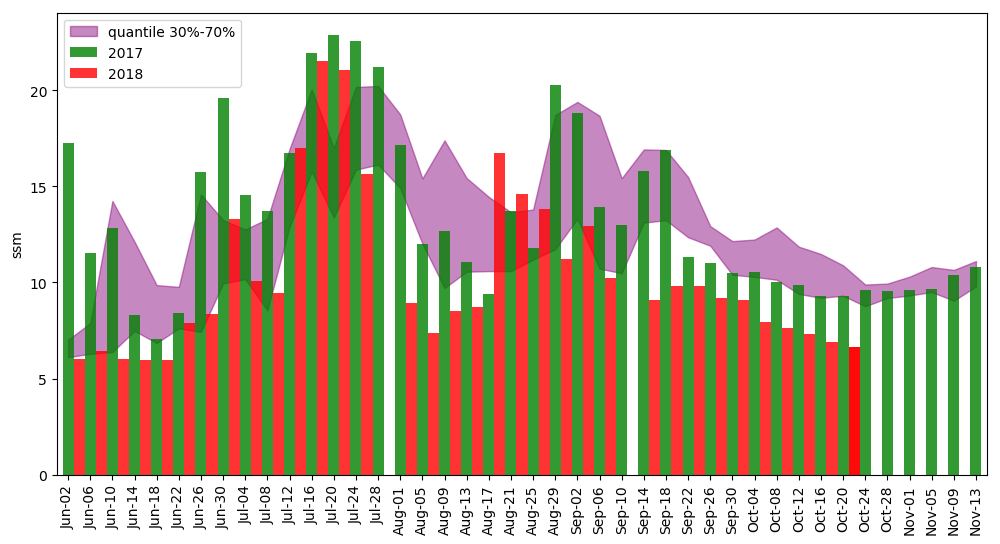 quantile 30%-70%
2017
2018
ssm
20
15
10
5
0
Jun-02
Jun-06
Jun-10
Jun-14
Jun-18
Jun-22
Jun-26
Jun-30
Jul-04
Jul-08
Jul-12
Jul-16
Jul-20
Jul-24
Jul-28
Aug-01
Aug-05
Aug-09
Aug-13
Aug-17
Aug-21
Aug-25
Aug-29
Sep-02
Sep-06
Sep-10
Sep-14
Sep-18
Sep-22
Sep-26
Sep-30
Oct-04
Oct-08
Oct-12
Oct-16
Oct-20
Oct-24
Oct-28
Nov-01
Nov-05
Nov-09
Nov-13